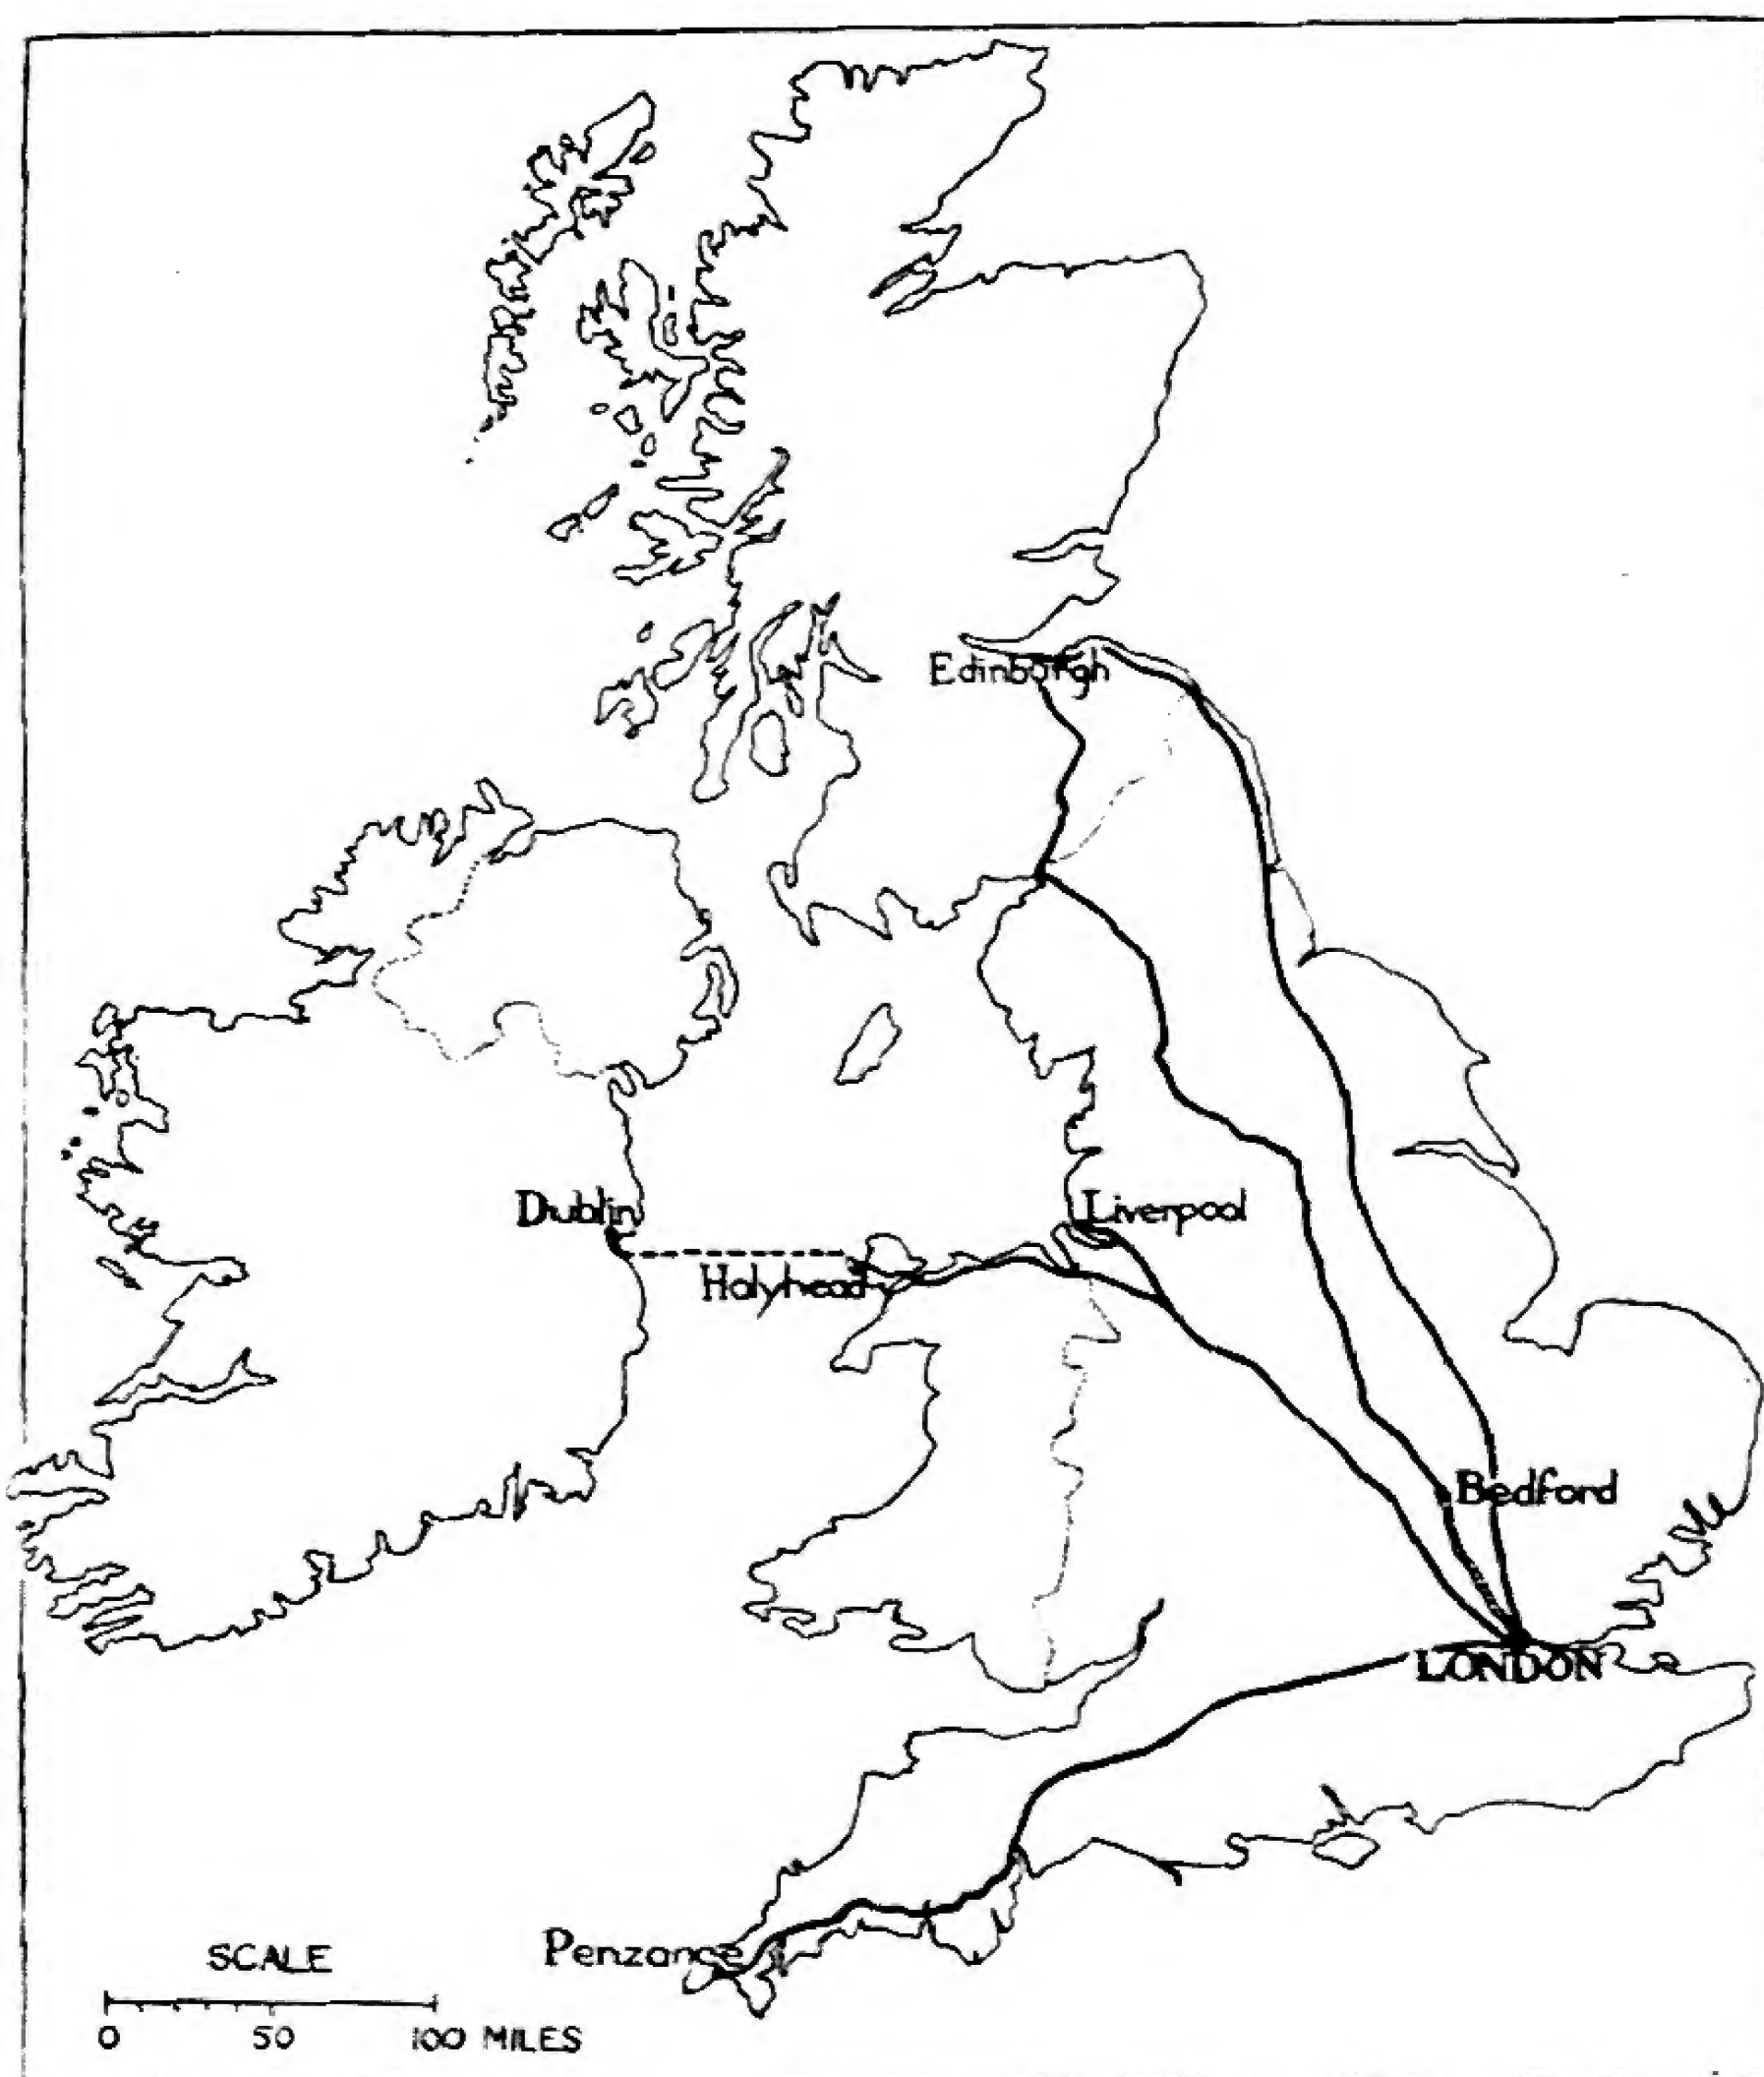 Edinburgh
Dublin
Liverpool
Holyhead
Bedford
LONDON
Penzance
SCALE
0 50 100 MILES